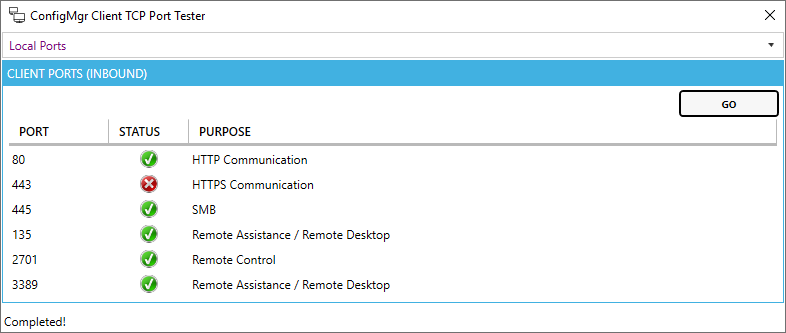 ConfigMgr Client TCP Port Tester
Local Ports
CLIENT PORTS (INBOUND)
GO
PORT STATUS PURPOSE
80 HTTP Communication
443 HTTPS Communication
445 SMB
135 Remote Assistance / Remote Desktop
2701 Remote Control
3389 Remote Assistance / Remote Desktop
Completed!